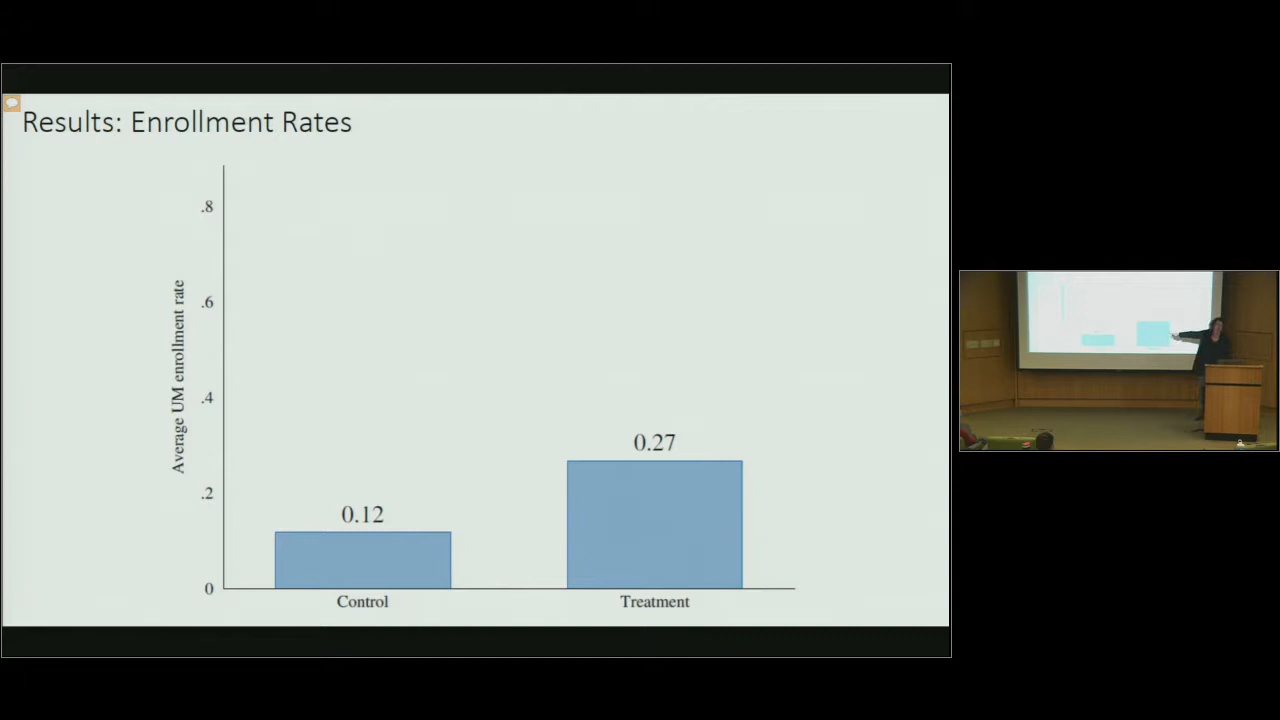 Results: Enrollment Rates
Average UM enrollment rate
.8
.6
.4
.2
0
0.12
0.27
Control
Treatment